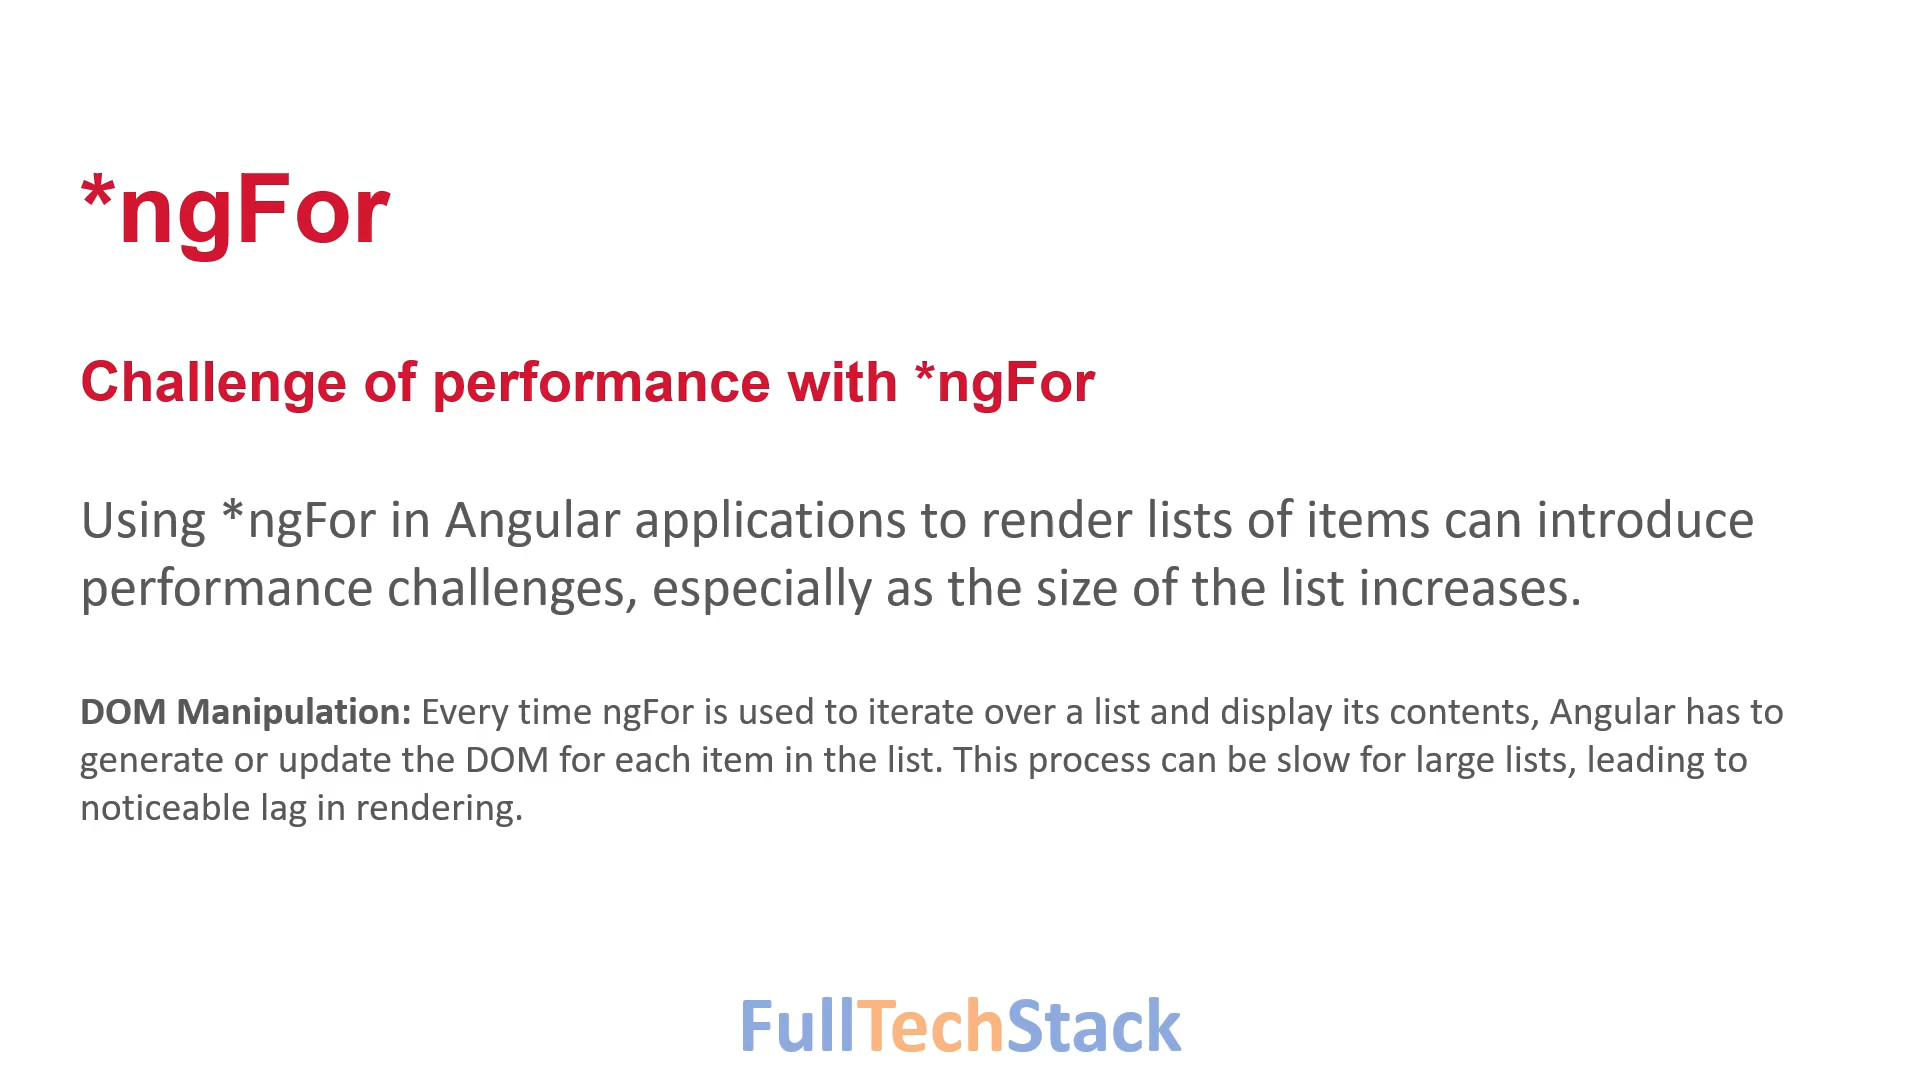 *ngFor
Challenge of performance with *ngFor
Using *ngFor in Angular applications to render lists of items can introduce
performance challenges, especially as the size of the list increases.
DOM Manipulation: Every time ngFor is used to iterate over a list and display its contents, Angular has to
generate or update the DOM for each item in the list. This process can be slow for large lists, leading to
noticeable lag in rendering.
FullTechStack